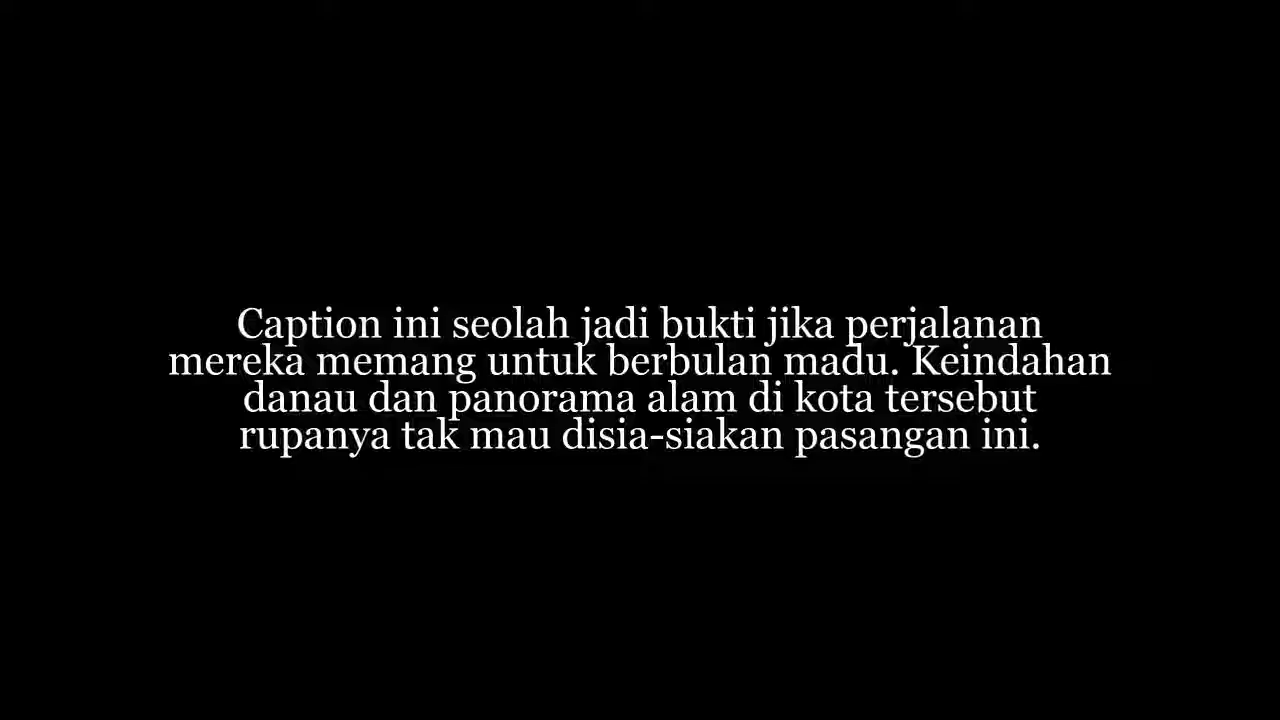 Caption ini seolah jadi bukti jika perjalanan
mereka memang untuk berbulan madu. Keindahan
danau dan panorama alam di kota tersebut
rupanya tak mau disia-siakan pasangan ini.